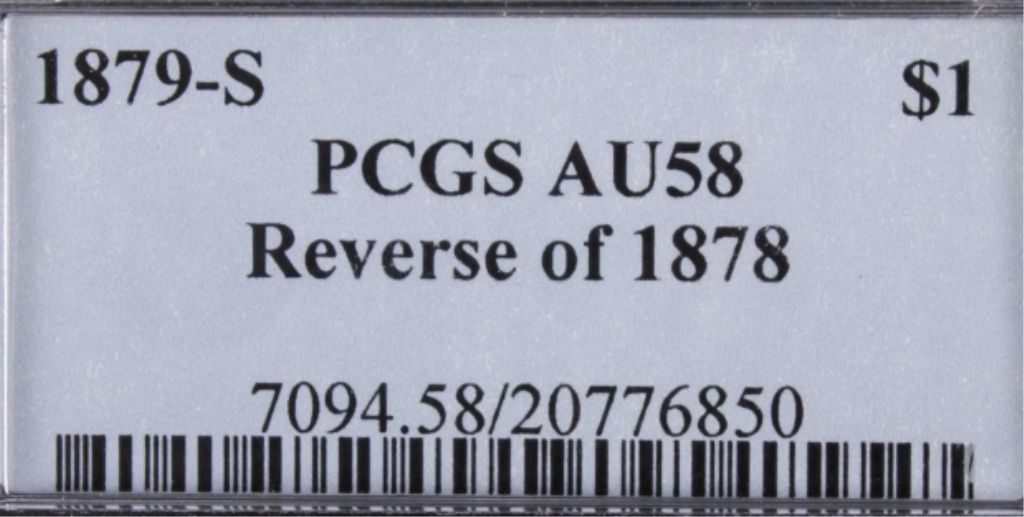 1879-S $1
PCGS AU58
Reverse of 1878
7094.58/20776850